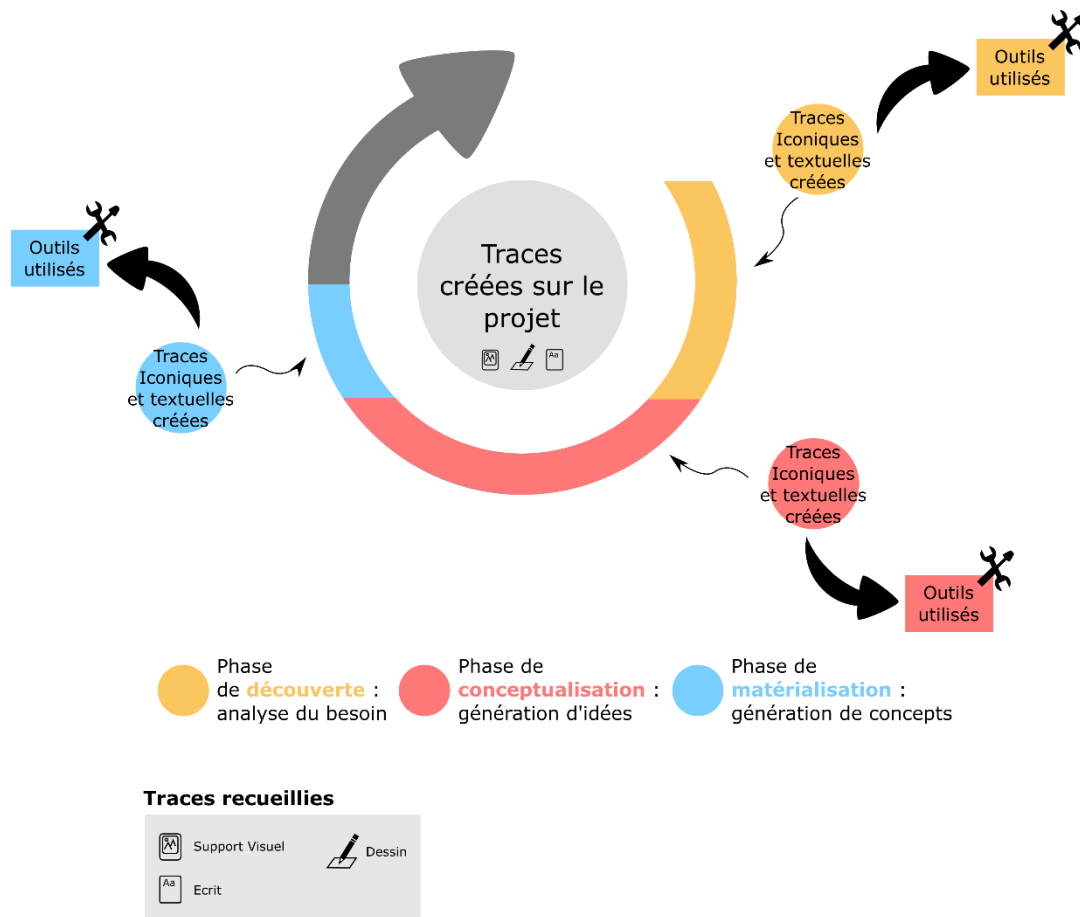 Outils
utilisés
Traces
Iconiques
et textuelles
créées
Outils
utilisés
Traces
créées sur le
projet
Aa
Traces
Iconiques
et textuelles
créées
Traces
Iconiques
et textuelles
créées
Outils
utilisés
Phase
de découverte :
analyse du besoin
Phase de
conceptualisation :
génération d'idées
Phase de
matérialisation :
génération de concepts
Traces recueillies
Support Visuel
Dessin
Aa
Ecrit